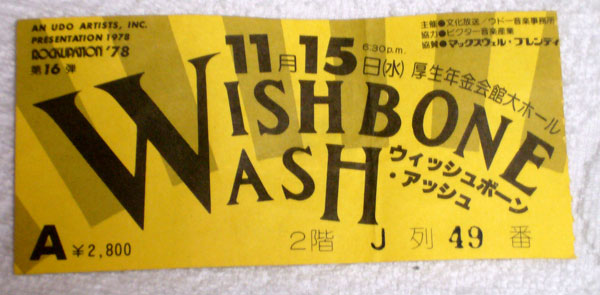 AN UDO ARTISTS, INC.
PRESENTATION 1978
ROCKUPATION '78
第16弾
主催●文化放送/ウドー音楽事務所
協力●ビクター音楽産業
協賛●マックスウェル・プレンティ
6:30p.m.
11月15日(水) 厚生年金会館大ホール
WISHBONE
ASH
ウィッシュボーン
・アッシュ
A ¥2,800
2階 J 列 49 番